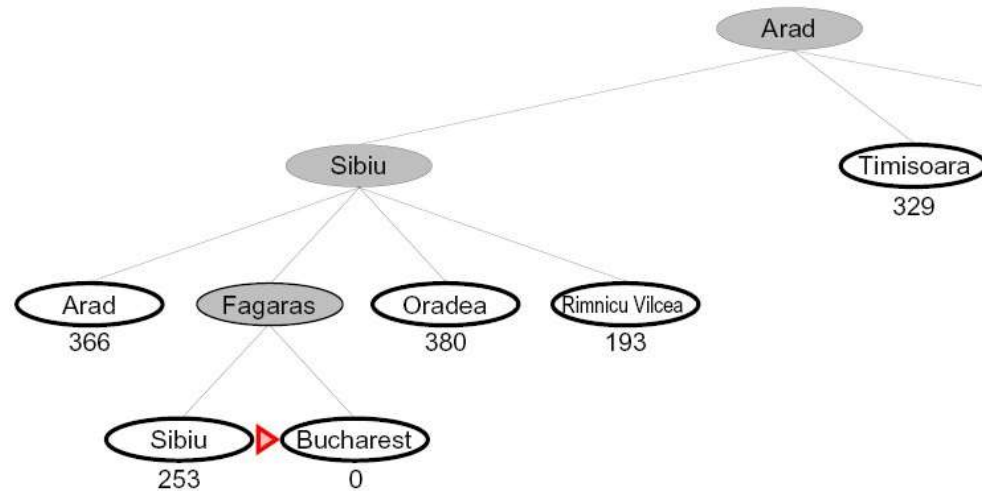 Arad
Sibiu
Timisoara
329
Arad
Fagaras
Oradea
Rimnicu Vilcea
366
380
193
Sibiu
Bucharest
253
0